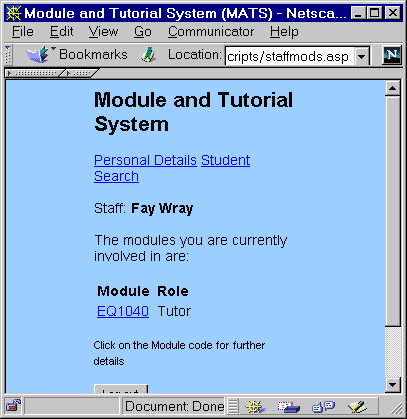 Module and Tutorial System (MATS) - Netsca...
File Edit View Go Communicator Help
Bookmarks Location: cripts/staffmods.asp
N
Module and Tutorial
System
Personal Details Student
Search
Staff: Fay Wray
The modules you are currently
involved in are:
Module Role
EQ1040 Tutor
Click on the Module code for further
details
Logout
Document: Done